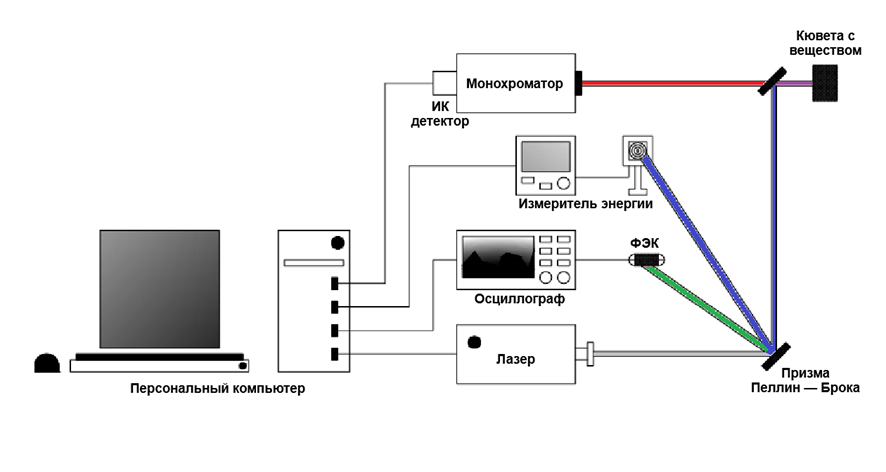 Кювета с
веществом
Монохроматор
ИК
детектор
Измеритель энергии
ФЭК
Осциллограф
Лазер
Призма
Пеллин — Брока
Персональный компьютер